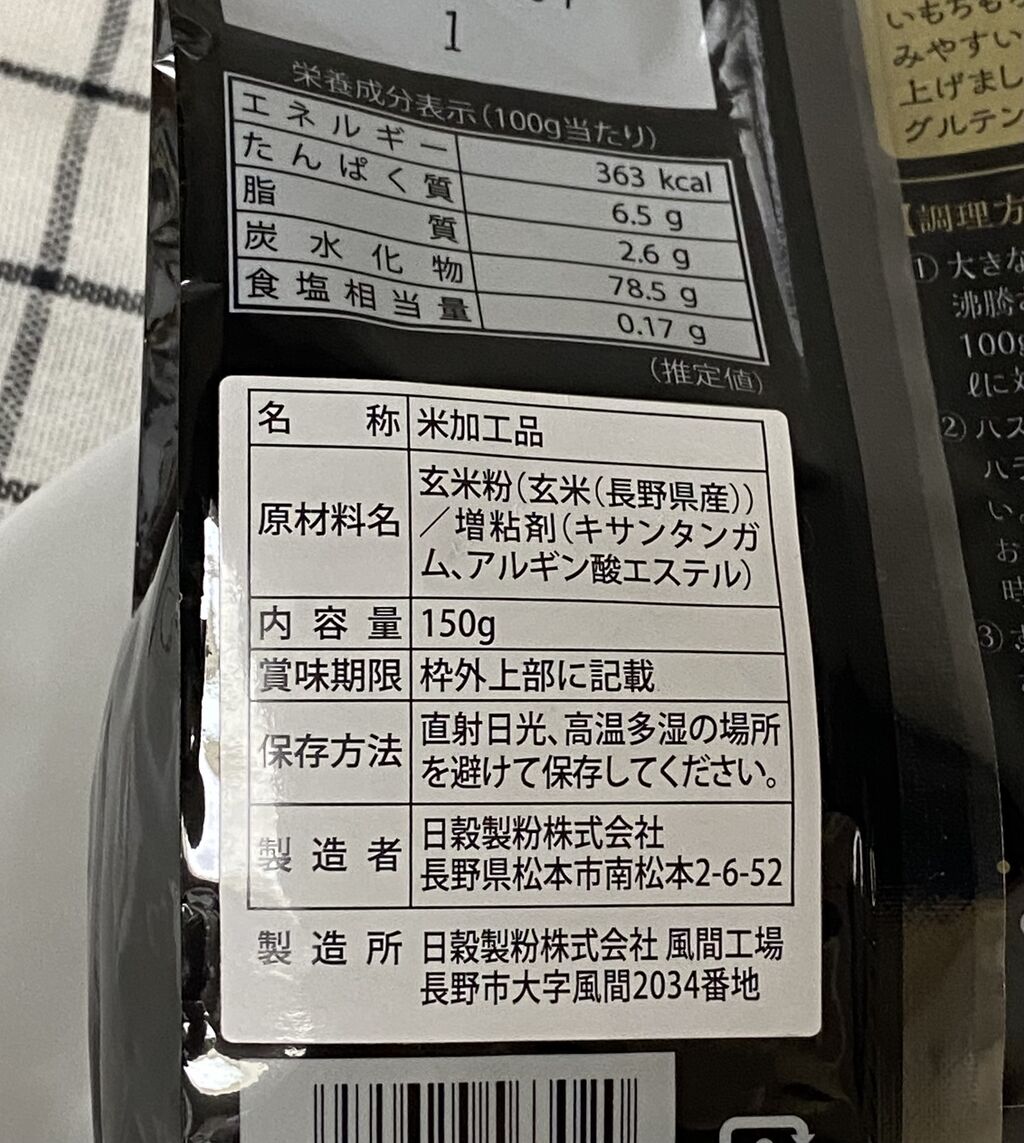 1
栄養成分表示(100g当たり)
エネルギー 363 kcal
たんぱく質 6.5 g
脂質 2.6 g
炭水化物 78.5 g
食塩相当量 0.17 g
(推定値)
名称 米加工品
原材料名 玄米粉(玄米(長野県産))
／増粘剤(キサンタンガ
ム、アルギン酸エステル)
内容量 150g
賞味期限 枠外上部に記載
保存方法 直射日光、高温多湿の場所
を避けて保存してください。
製造者 日穀製粉株式会社
長野県松本市南松本2-6-52
製造所 日穀製粉株式会社 風間工場
長野市大字風間2034番地
いもちも
みやすい
上げまし
グルテン
【調理方
① 大きな
沸騰
100g
ℓに対
② ハス
い
お
時
③